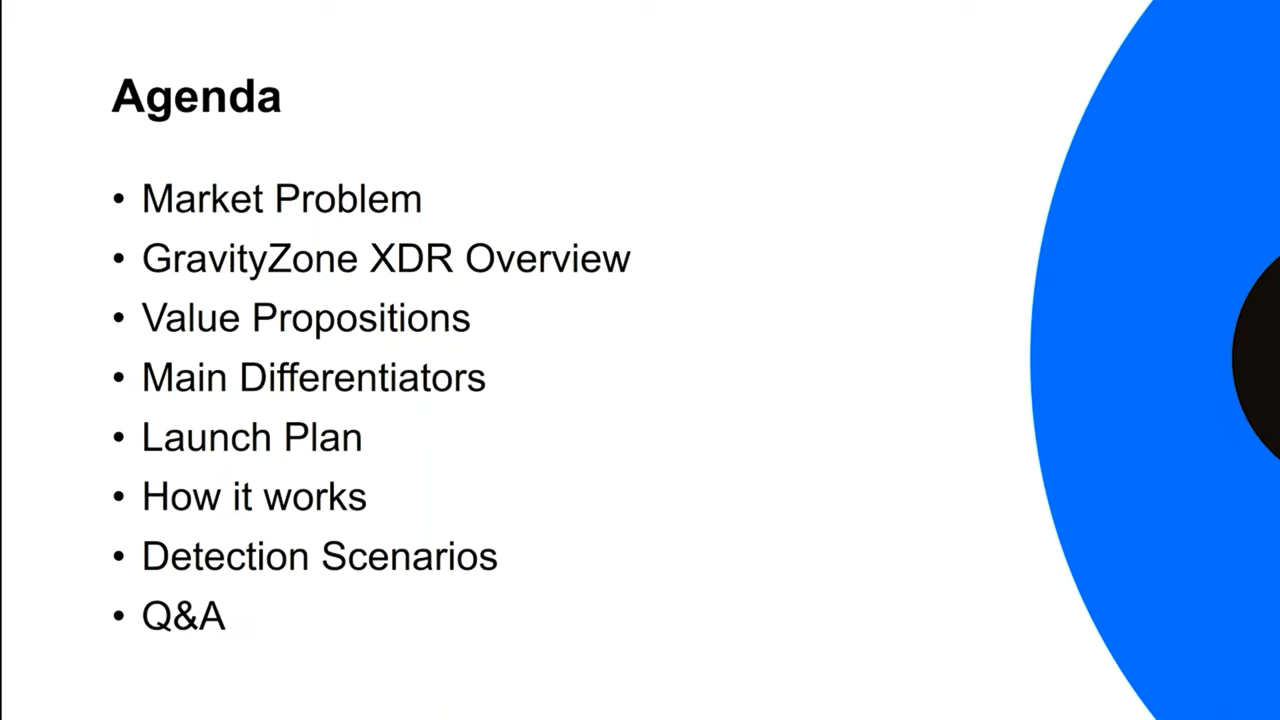 Agenda
• Market Problem
• GravityZone XDR Overview
• Value Propositions
• Main Differentiators
• Launch Plan
• How it works
• Detection Scenarios
• Q&A